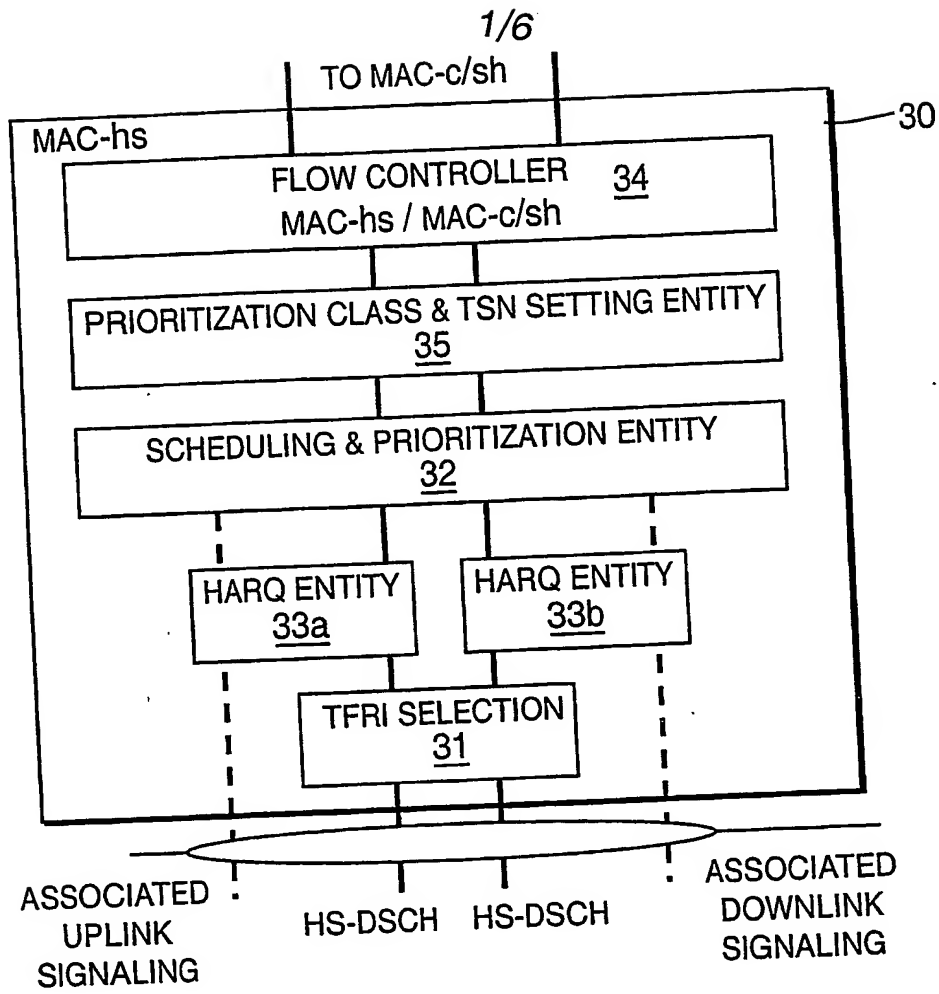 1/6
TO MAC-c/sh
30
MAC-hs
FLOW CONTROLLER 34
MAC-hs / MAC-c/sh
PRIORITIZATION CLASS & TSN SETTING ENTITY
35
SCHEDULING & PRIORITIZATION ENTITY
32
HARQ ENTITY
33a
HARQ ENTITY
33b
TFRI SELECTION
31
ASSOCIATED
UPLINK
SIGNALING
HS-DSCH
HS-DSCH
ASSOCIATED
DOWNLINK
SIGNALING